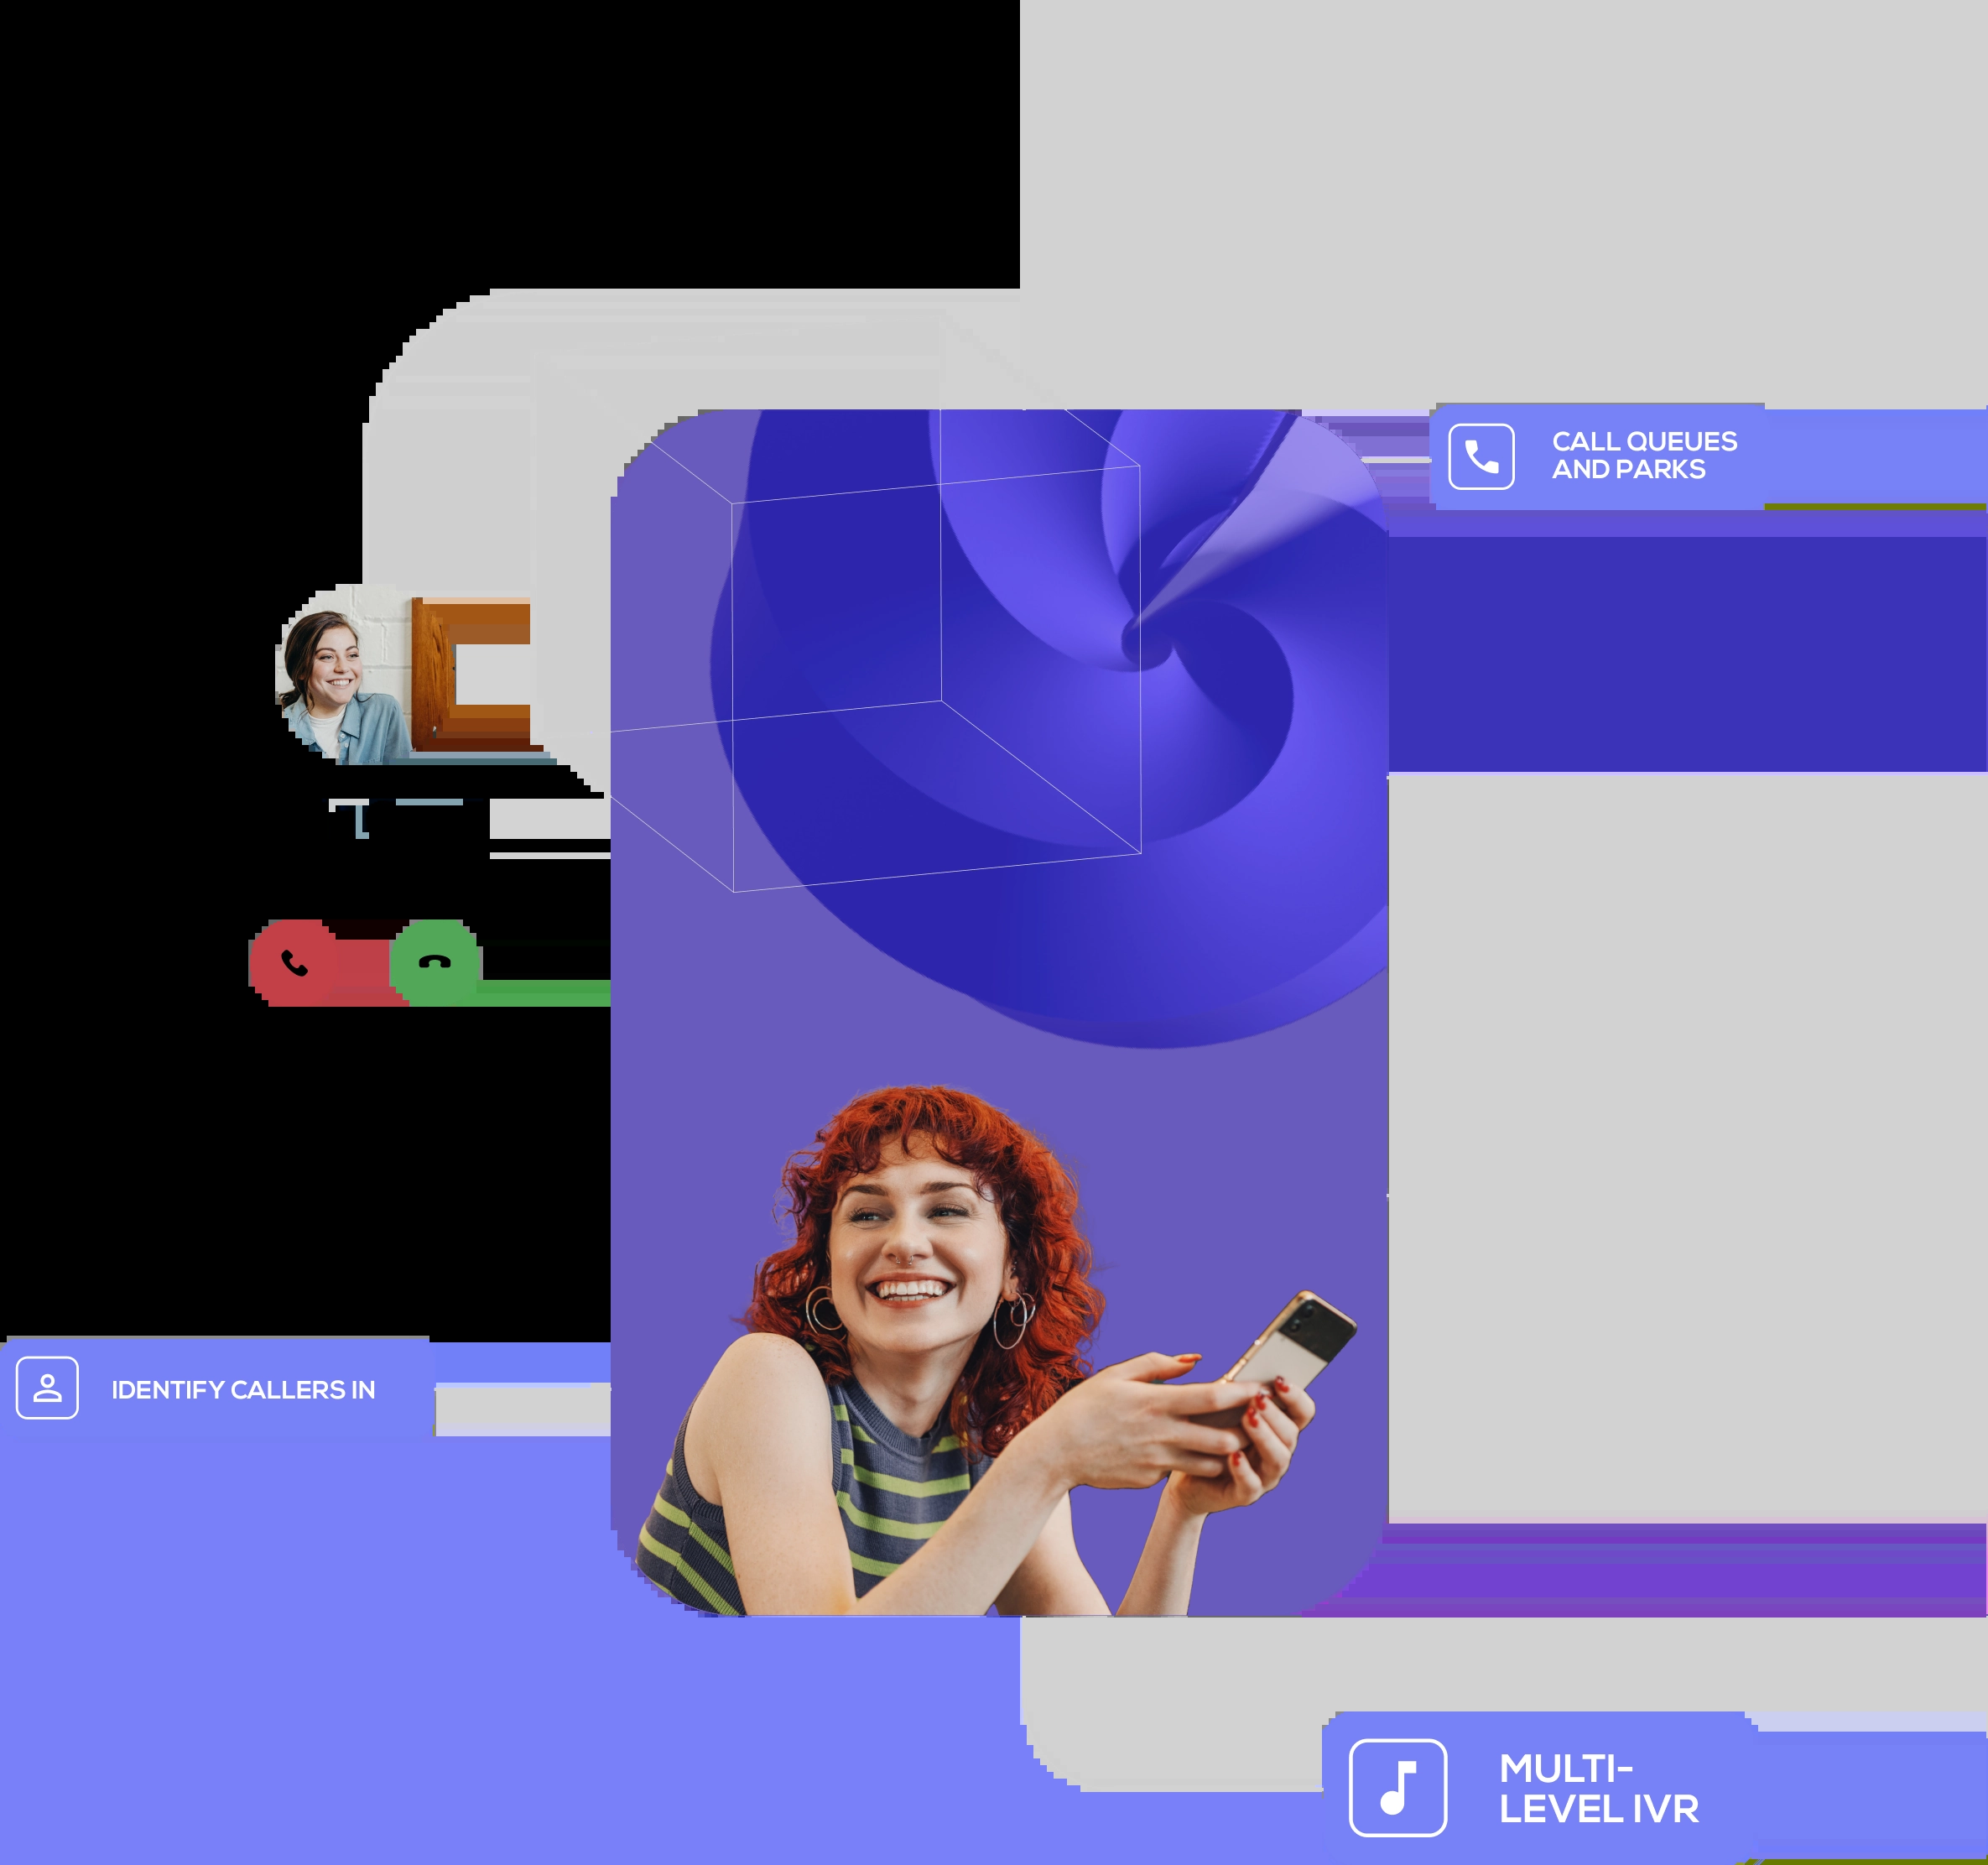 CALL QUEUES
AND PARKS
IDENTIFY CALLERS IN
MULTI-
LEVEL IVR